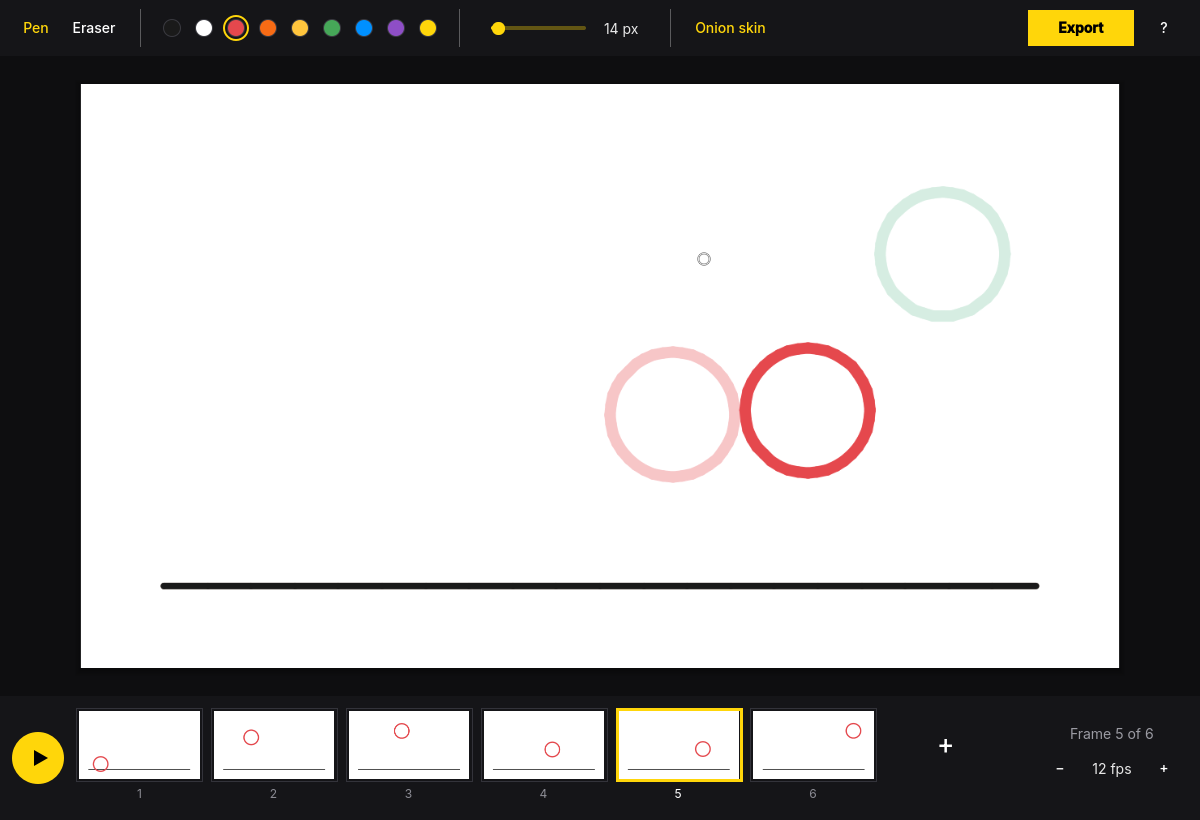 Pen Eraser 14 px Onion skin Export ?
1 2 3 4 5 6
+
Frame 5 of 6
− 12 fps +